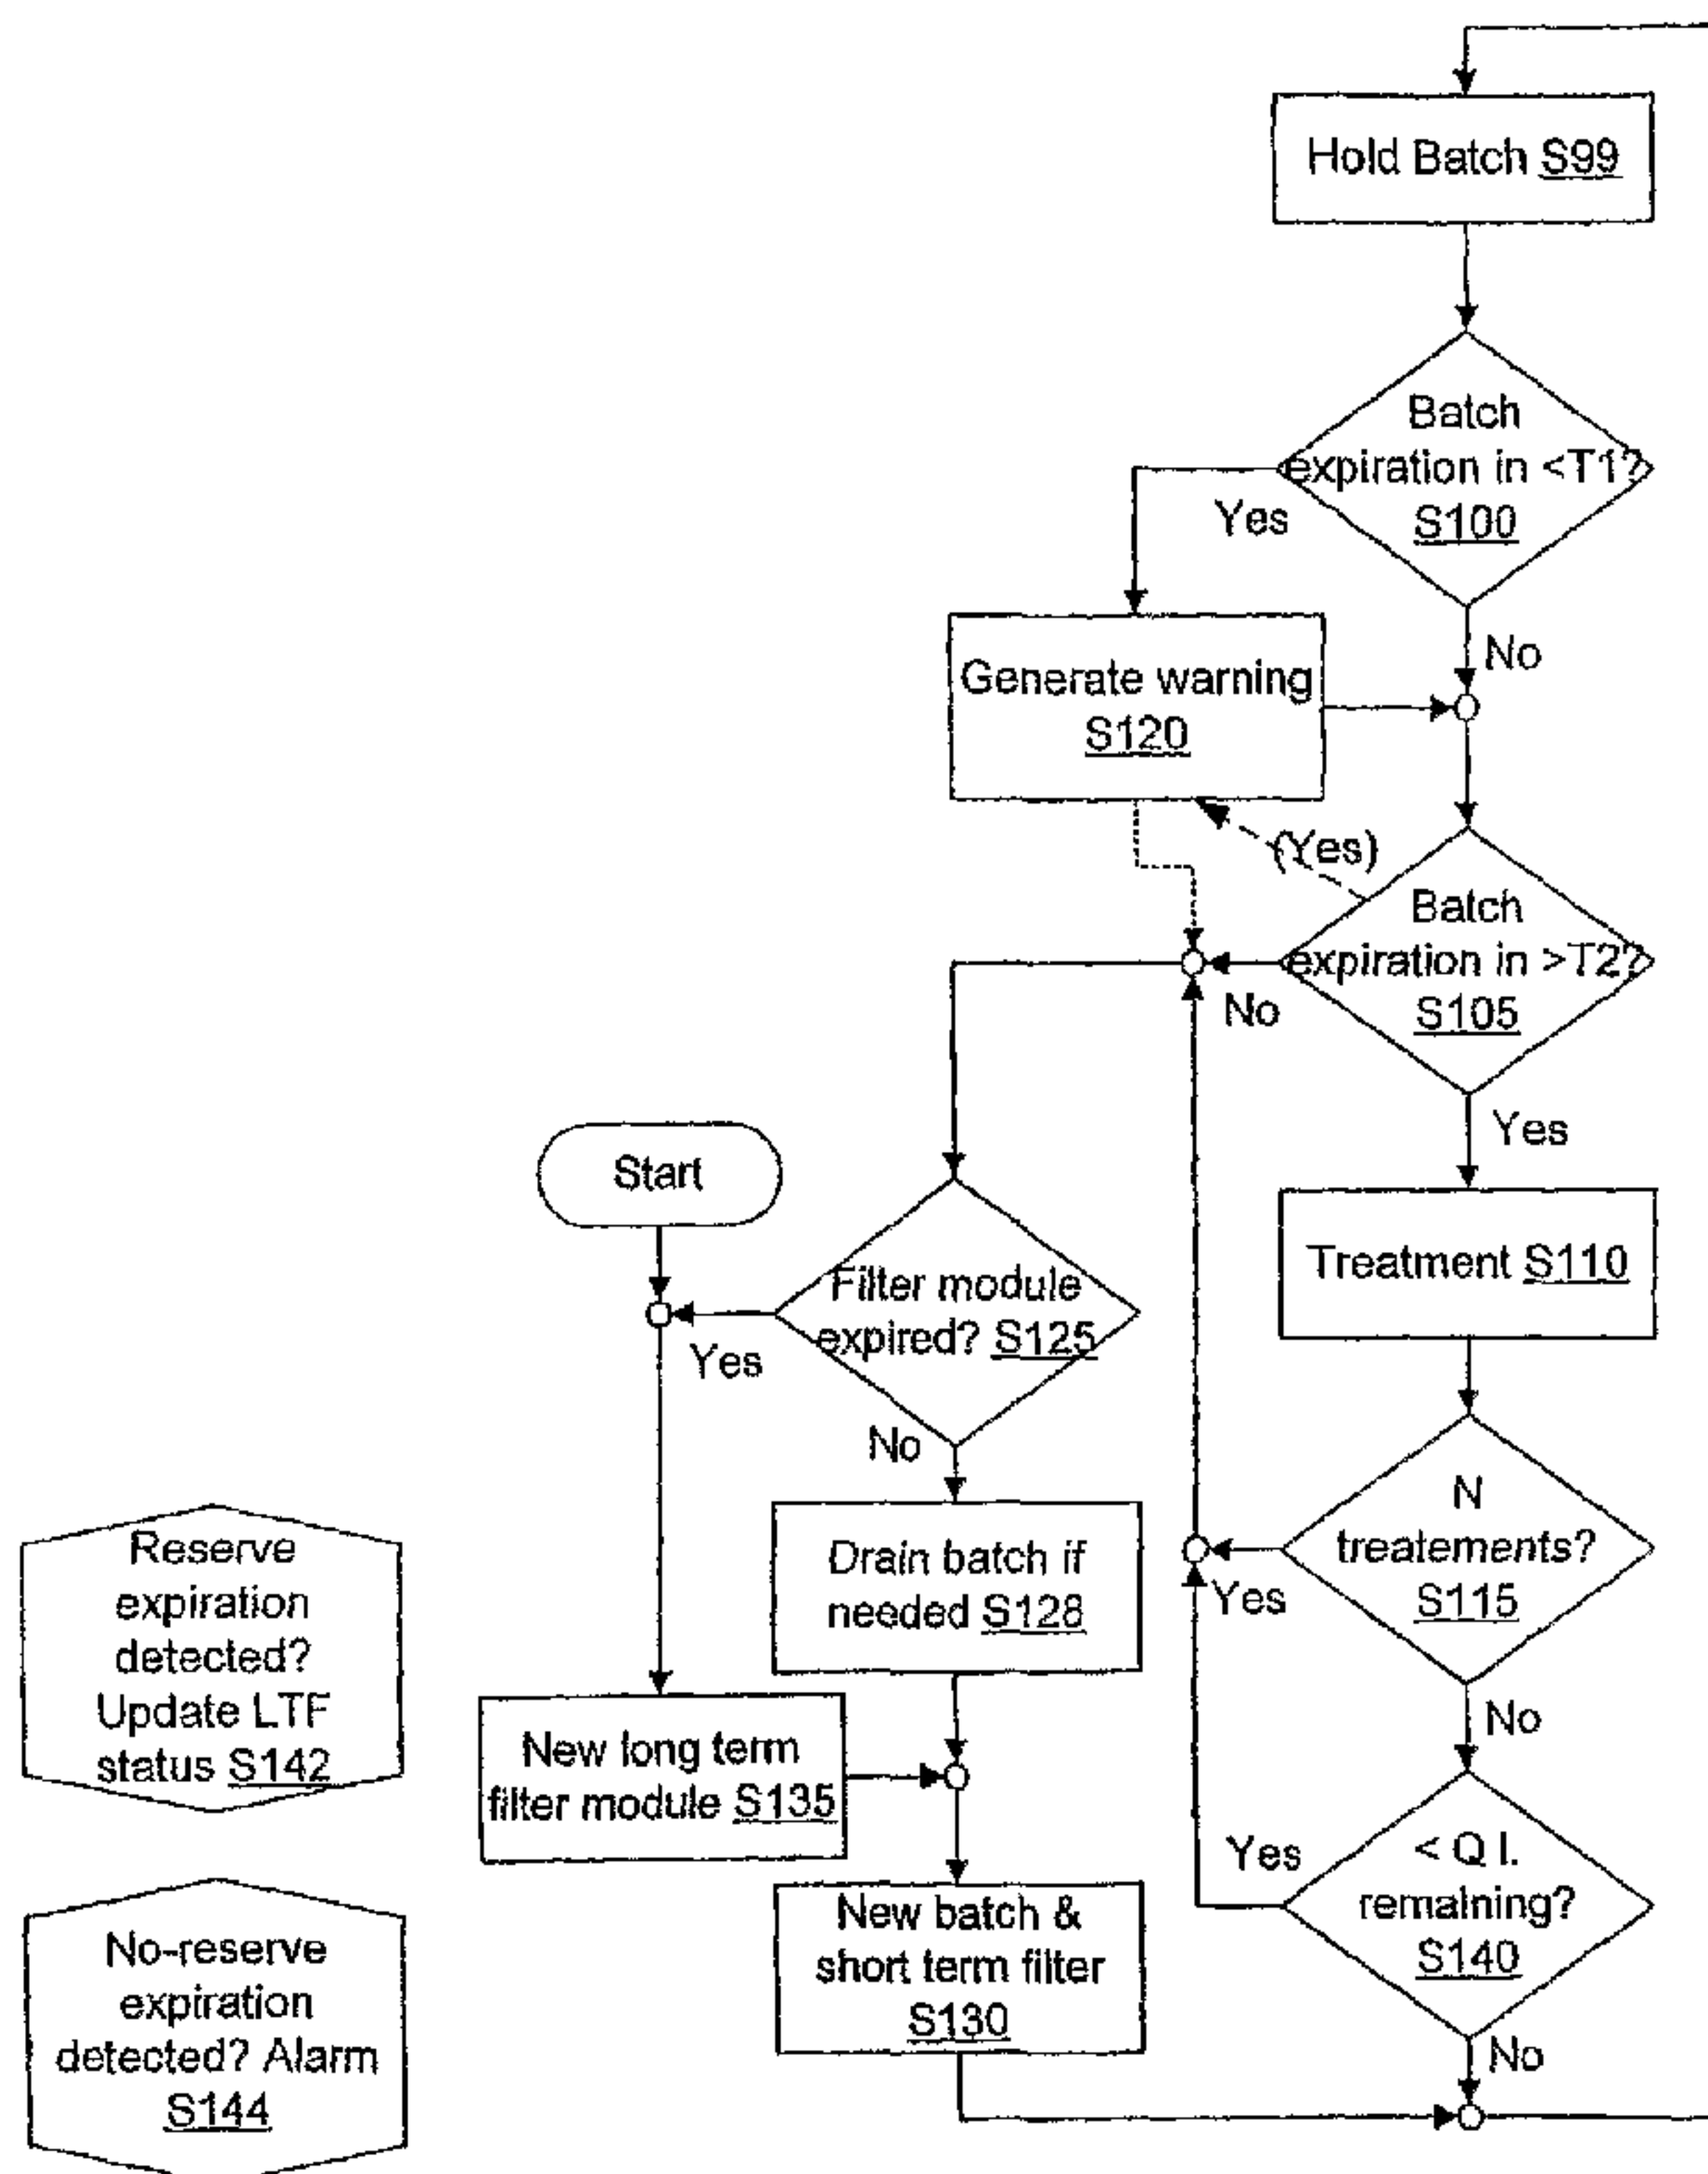 Hold Batch S99
Batch
expiration in <T1?
S100
Yes
No
Generate warning
S120
(Yes)
Batch
expiration in >T2?
S105
No
Yes
Start
Treatment S110
Filter module
expired? S125
Yes
No
N
treatements?
S115
Yes
No
Drain batch if
needed S128
Reserve
expiration
detected?
Update LTF
status S142
New long term
filter module S135
< Q l.
remaining?
S140
Yes
No
New batch &
short term filter
S130
No-reserve
expiration
detected? Alarm
S144